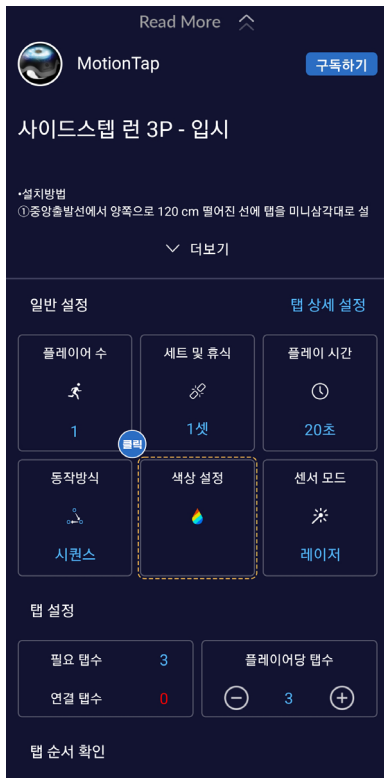 Read More
MotionTap
구독하기
사이드스텝 런 3P - 입시
•설치방법
①중앙출발선에서 양쪽으로 120 cm 떨어진 선에 탭을 미니삼각대로 설
더보기
일반 설정
탭 상세 설정
플레이어 수
세트 및 휴식
플레이 시간
1
1셋
20초
클릭
동작방식
색상 설정
센서 모드
시퀀스
레이저
탭 설정
필요 탭수 3
플레이어당 탭수
연결 탭수 0
3
탭 순서 확인